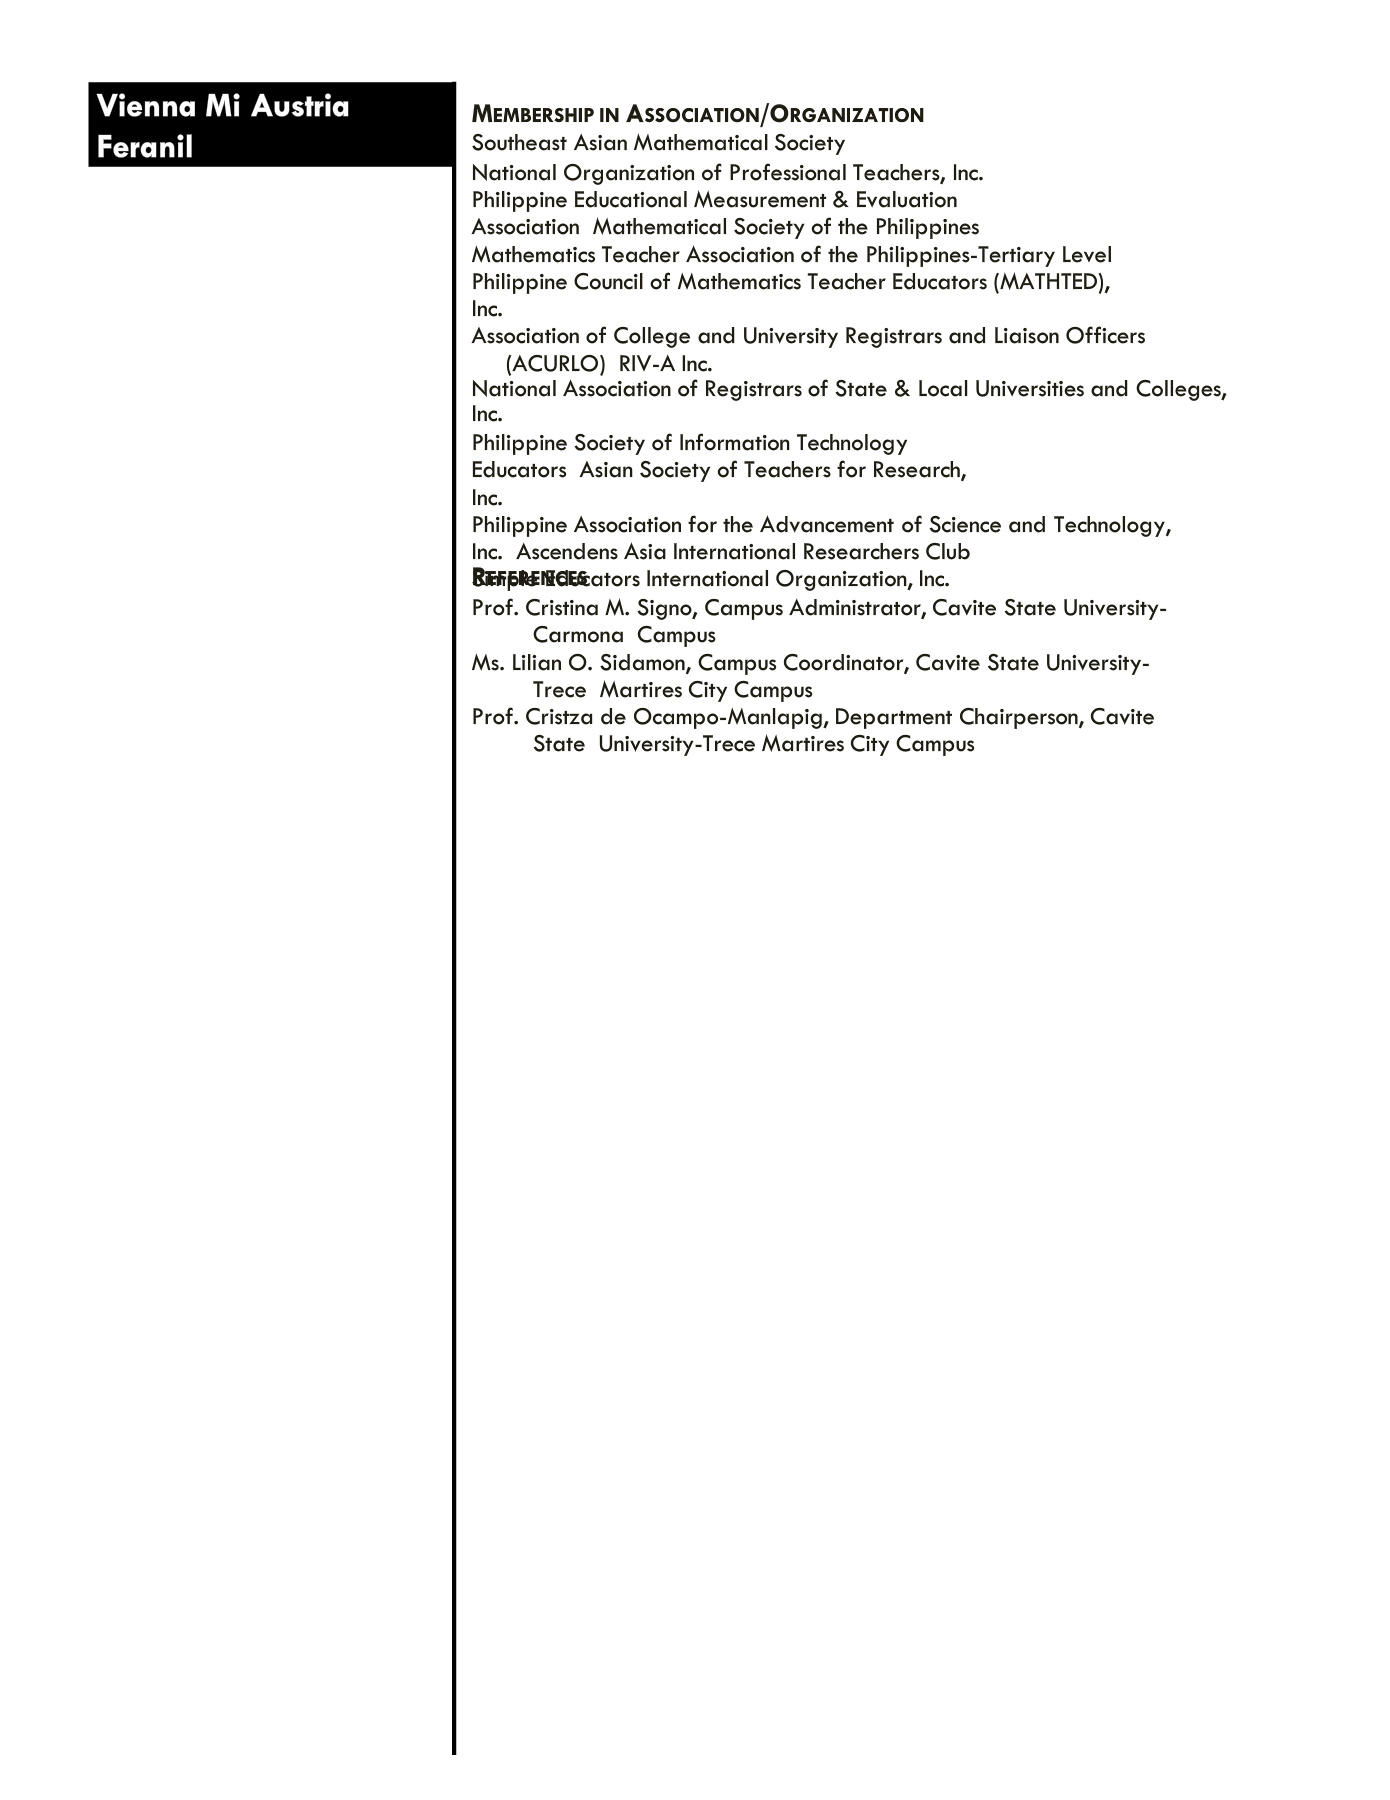 Vienna Mi Austria
Feranil
MEMBERSHIP IN ASSOCIATION/ORGANIZATION
Southeast Asian Mathematical Society
National Organization of Professional Teachers, Inc.
Philippine Educational Measurement & Evaluation
Association Mathematical Society of the Philippines
Mathematics Teacher Association of the Philippines-Tertiary Level
Philippine Council of Mathematics Teacher Educators (MATHTED),
Inc.
Association of College and University Registrars and Liaison Officers
(ACURLO) RIV-A Inc.
National Association of Registrars of State & Local Universities and Colleges,
Inc.
Philippine Society of Information Technology
Educators Asian Society of Teachers for Research,
Inc.
Philippine Association for the Advancement of Science and Technology,
Inc. Ascendens Asia International Researchers Club
Simple Educators International Organization, Inc.
REFERENCES
Prof. Cristina M. Signo, Campus Administrator, Cavite State University-
Carmona Campus
Ms. Lilian O. Sidamon, Campus Coordinator, Cavite State University-
Trece Martires City Campus
Prof. Cristza de Ocampo-Manlapig, Department Chairperson, Cavite
State University-Trece Martires City Campus